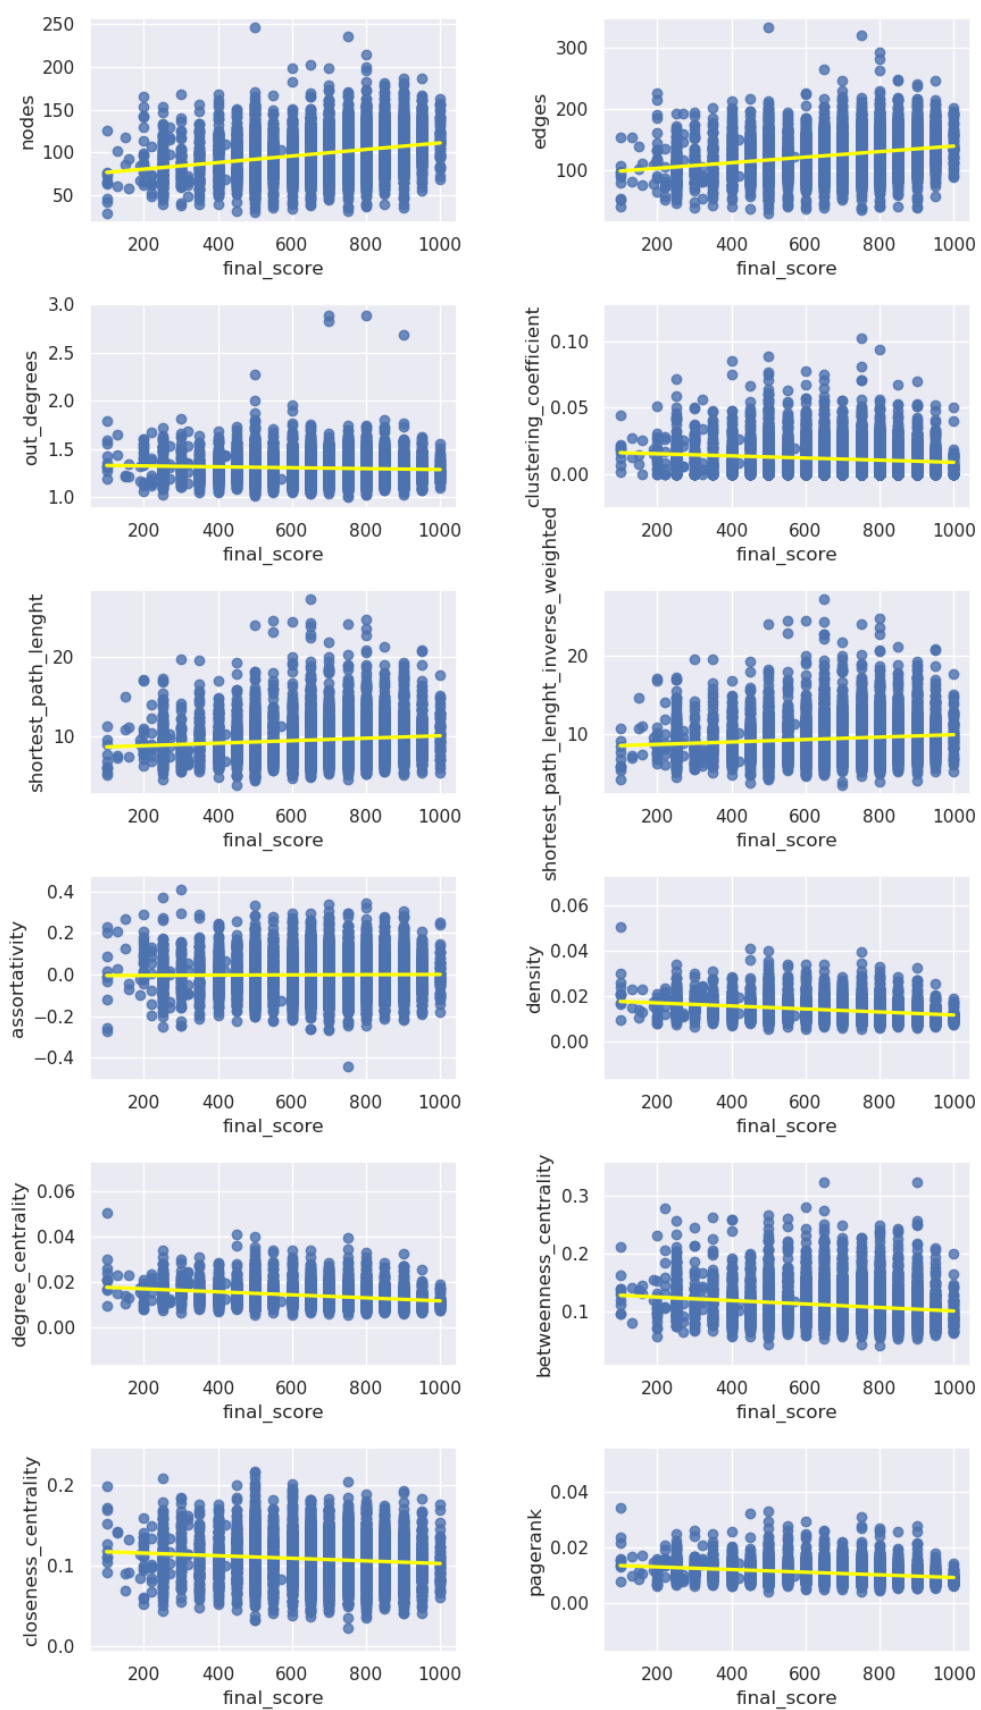 250
200
150
100
50
nodes
200 400 600 800 1000
final_score
300
200
100
edges
200 400 600 800 1000
final_score
3.0
2.5
2.0
1.5
1.0
out_degrees
200 400 600 800 1000
final_score
0.10
0.05
0.00
clustering_coefficient
200 400 600 800 1000
final_score
20
10
shortest_path_lenght
200 400 600 800 1000
final_score
20
10
shortest_path_lenght_inverse_weighted
200 400 600 800 1000
final_score
0.4
0.2
0.0
−0.2
−0.4
assortativity
200 400 600 800 1000
final_score
0.06
0.04
0.02
0.00
density
200 400 600 800 1000
final_score
0.06
0.04
0.02
0.00
degree_centrality
200 400 600 800 1000
final_score
0.3
0.2
0.1
betweenness_centrality
200 400 600 800 1000
final_score
0.2
0.1
0.0
closeness_centrality
200 400 600 800 1000
final_score
0.04
0.02
0.00
pagerank
200 400 600 800 1000
final_score